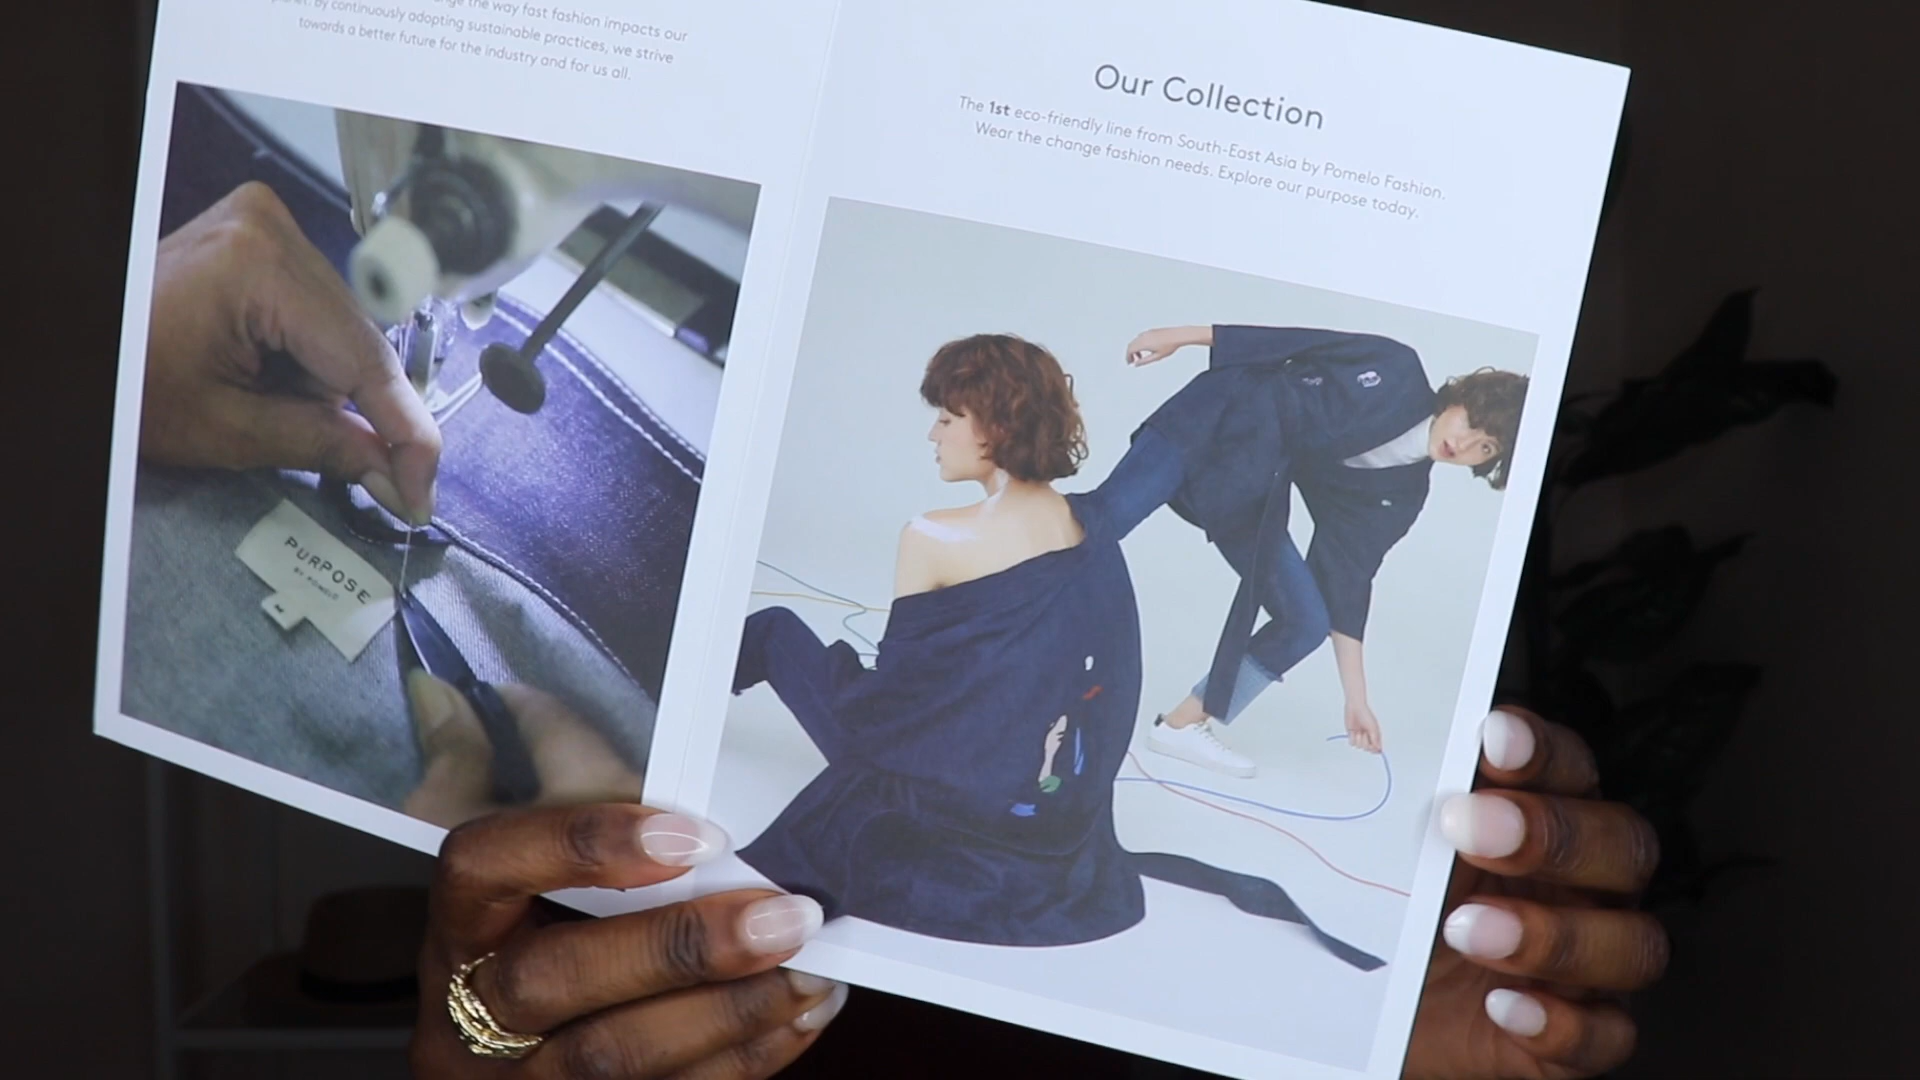 the way fast fashion impacts our
by continuously adopting sustainable practices, we strive
towards a better future for the industry and for us all.
PURPOSE
BY POMELO
M
Our Collection
The 1st eco-friendly line from South-East Asia by Pomelo Fashion.
Wear the change fashion needs. Explore our purpose today.